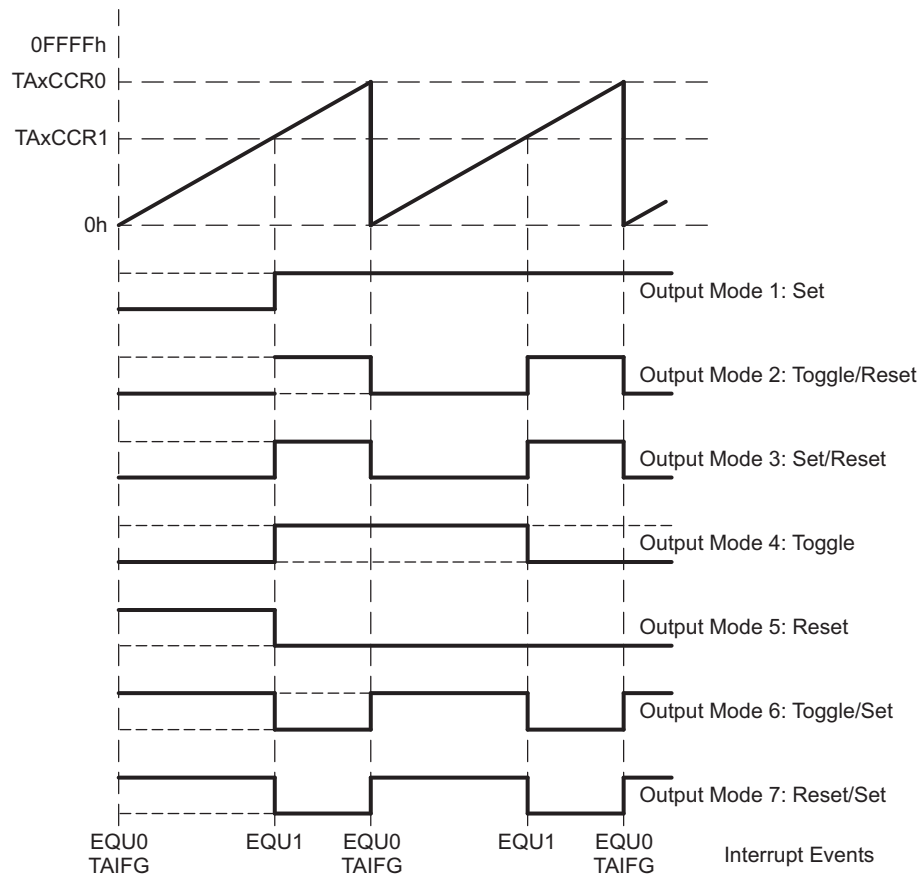 0FFFFh
TAxCCR0
TAxCCR1
0h
Output Mode 1: Set
Output Mode 2: Toggle/Reset
Output Mode 3: Set/Reset
Output Mode 4: Toggle
Output Mode 5: Reset
Output Mode 6: Toggle/Set
Output Mode 7: Reset/Set
EQU0 EQU1 EQU0 EQU1 EQU0
TAIFG TAIFG TAIFG
Interrupt Events